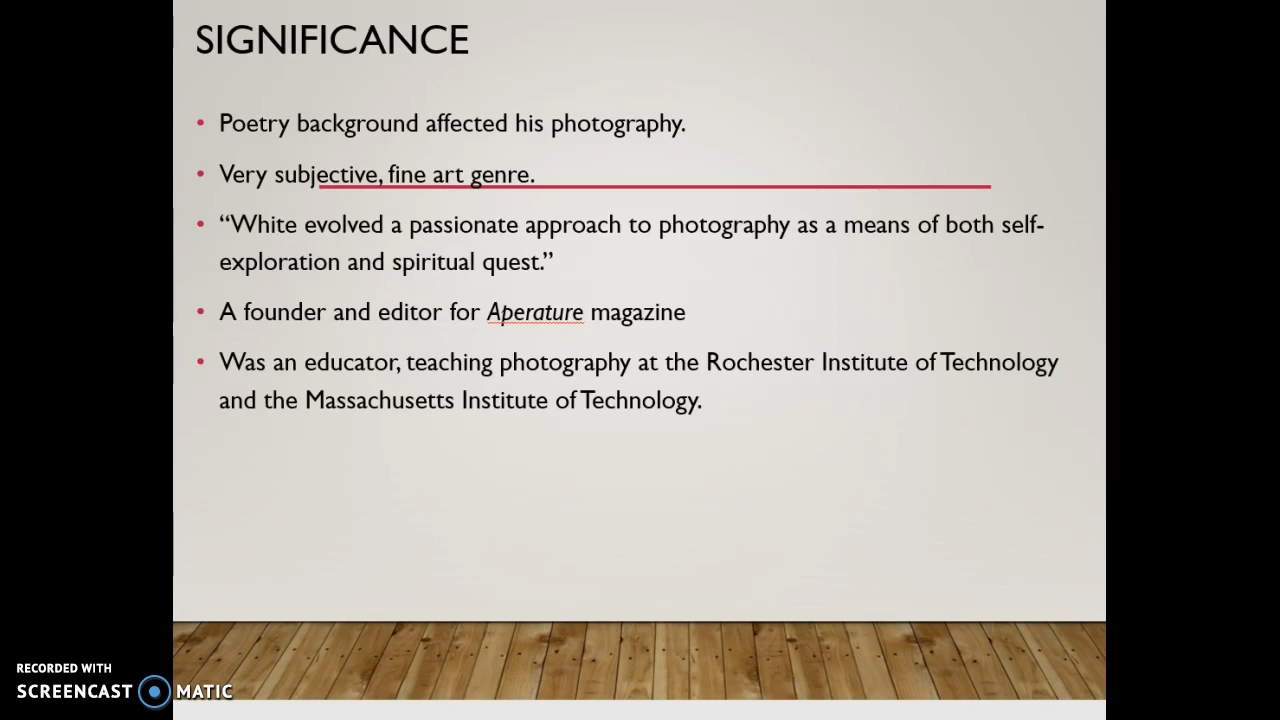 SIGNIFICANCE
• Poetry background affected his photography.
• Very subjective, fine art genre.
• “White evolved a passionate approach to photography as a means of both self-
exploration and spiritual quest.”
• A founder and editor for Aperature magazine
• Was an educator, teaching photography at the Rochester Institute of Technology
and the Massachusetts Institute of Technology.
RECORDED WITH
SCREENCAST MATIC